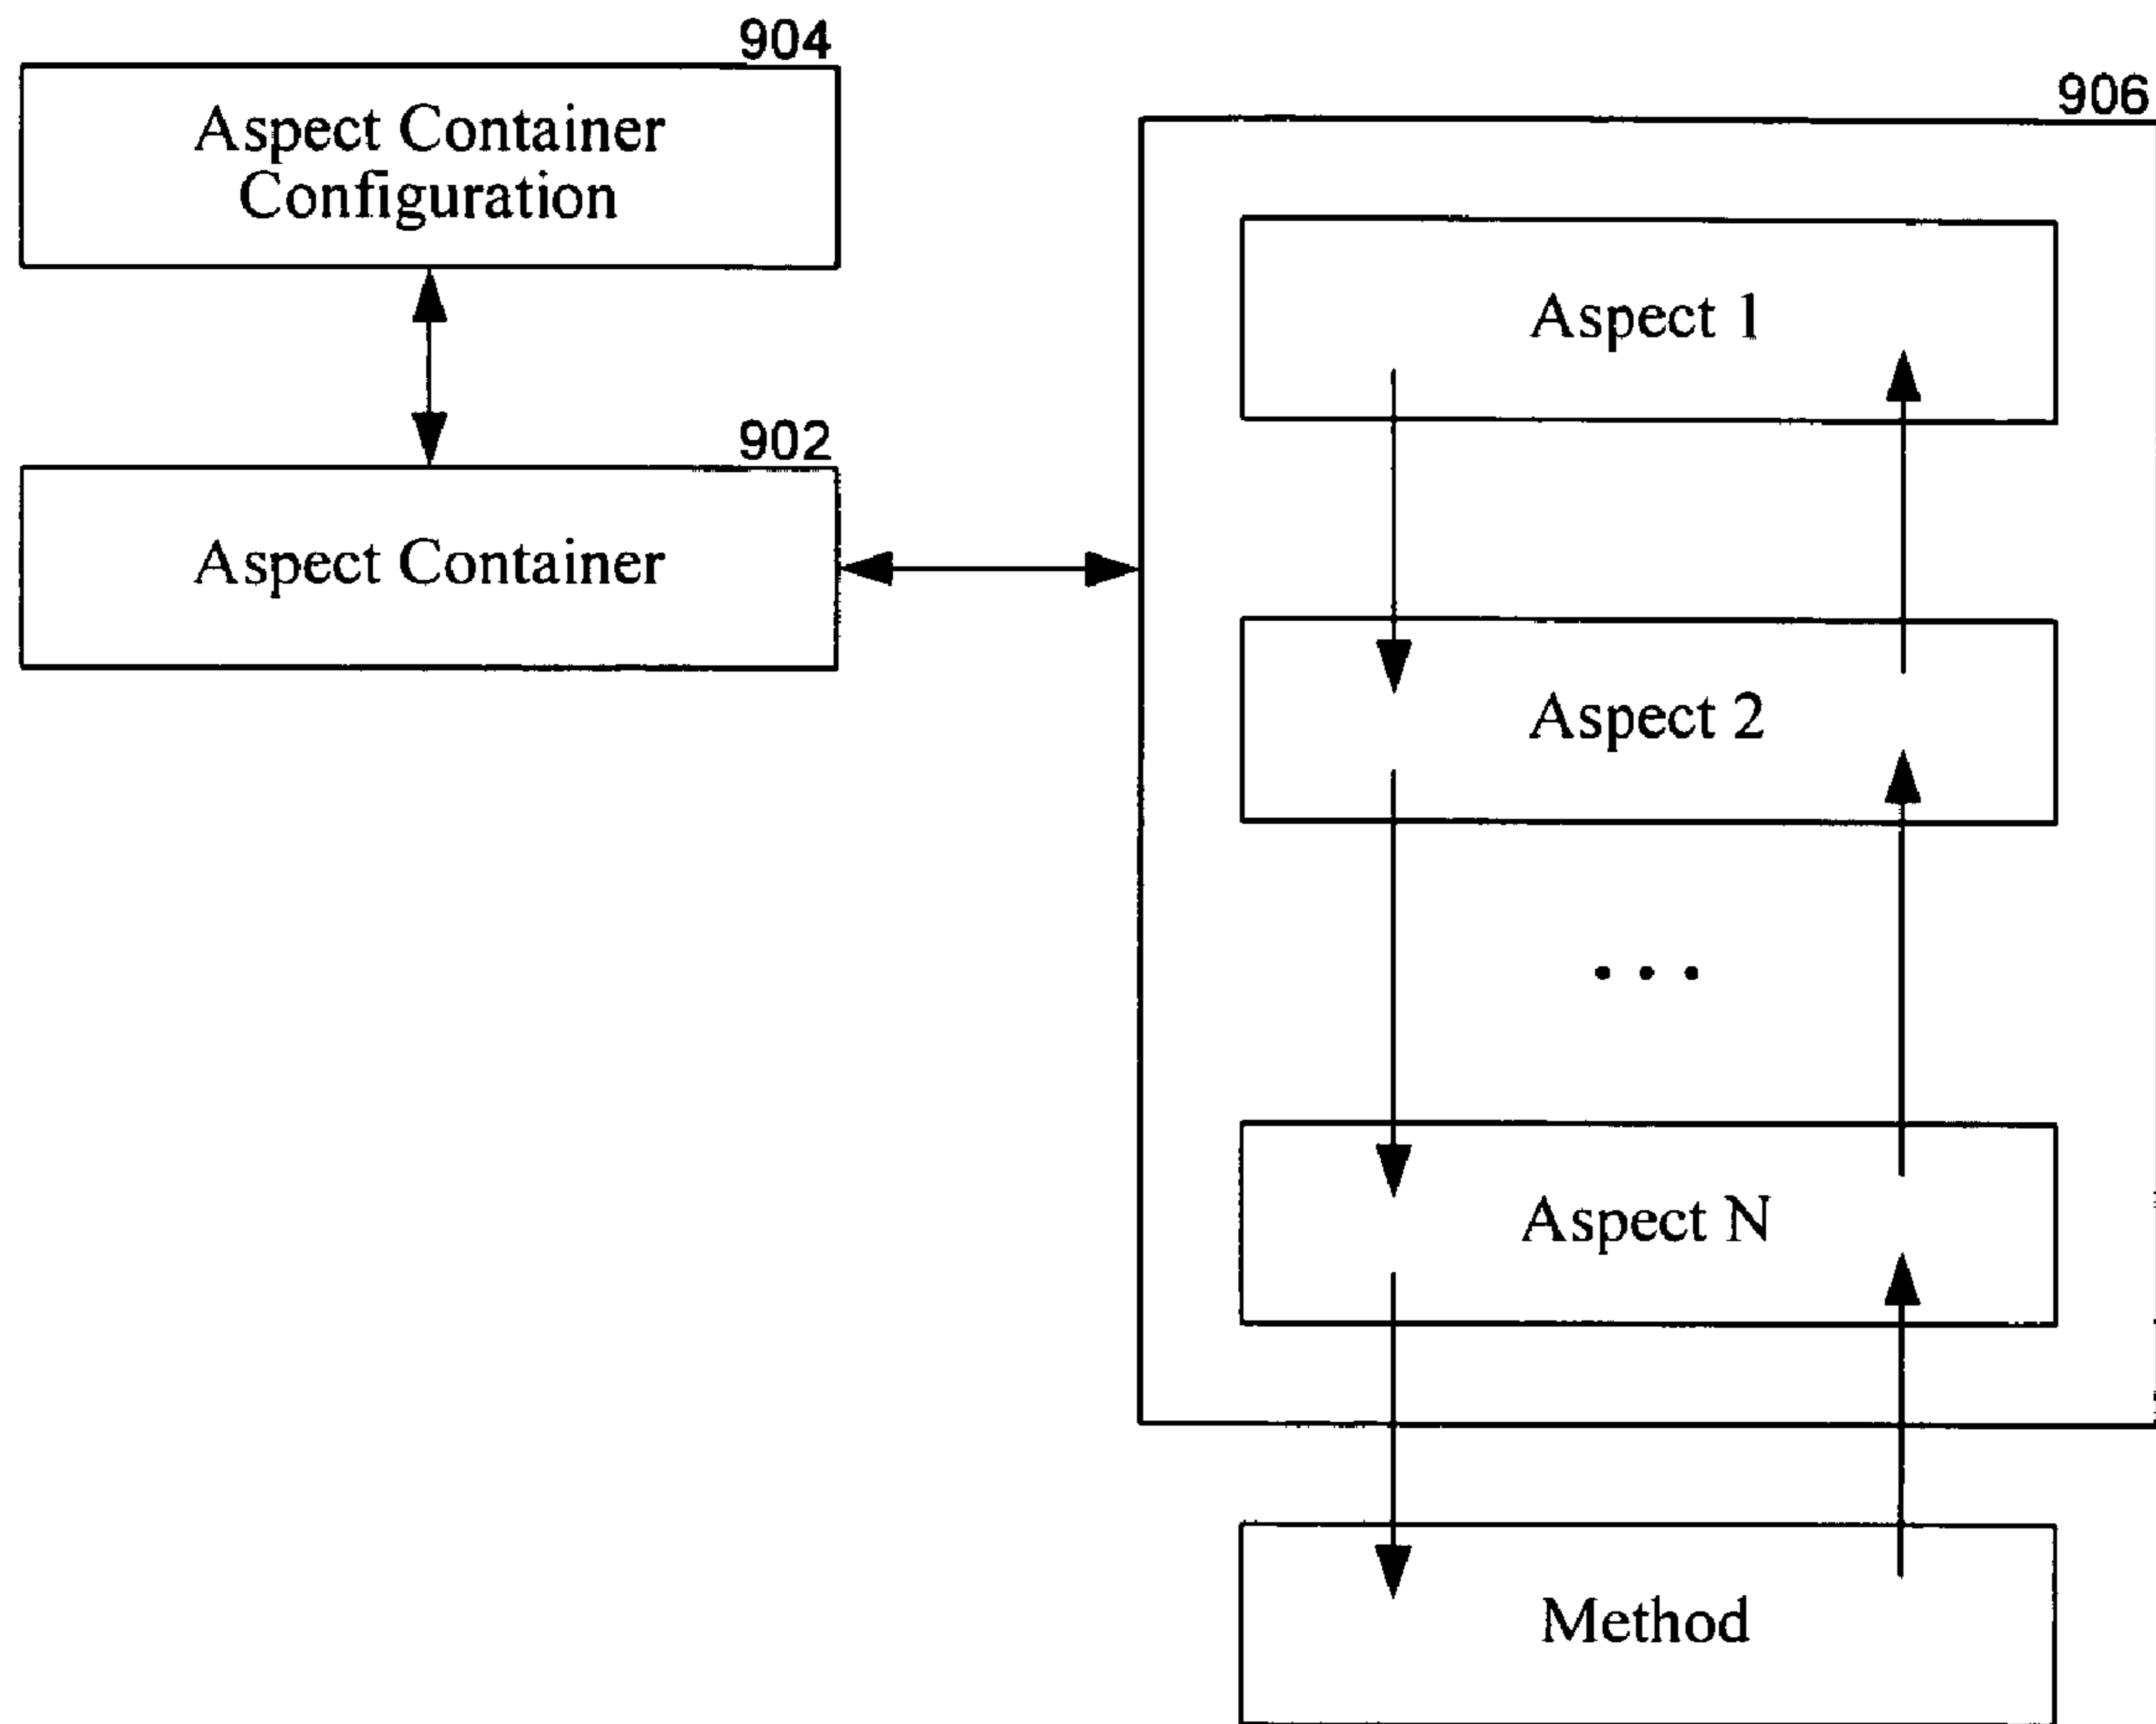 904
Aspect Container
Configuration
902
Aspect Container
906
Aspect 1
Aspect 2
. . .
Aspect N
Method